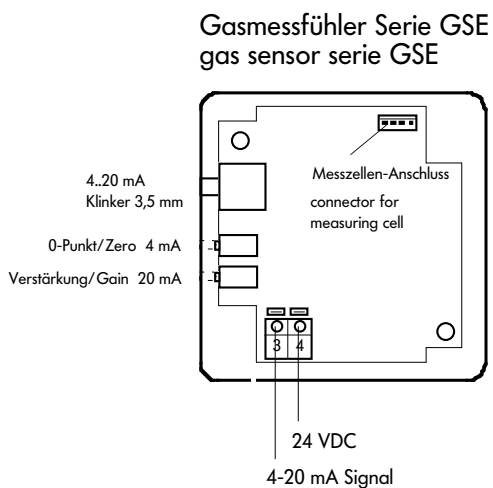 Gasmessfühler Serie GSE
gas sensor serie GSE
4..20 mA
Klinker 3,5 mm
Messzellen-Anschluss
connector for
measuring cell
0-Punkt/Zero 4 mA
Verstärkung/Gain 20 mA
3 4
24 VDC
4-20 mA Signal